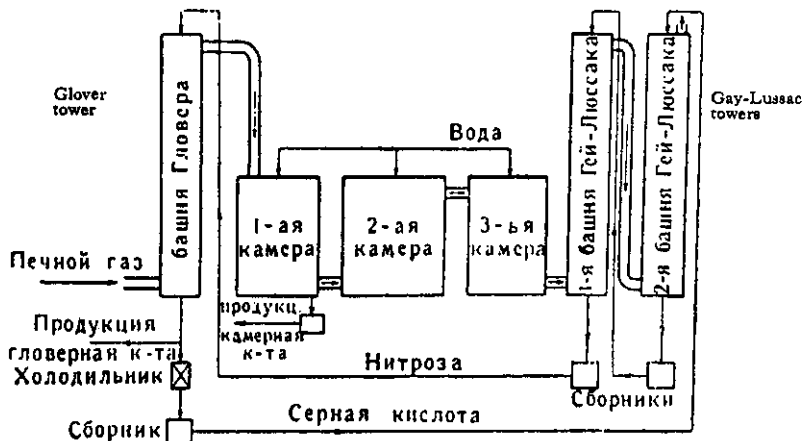 Glover
tower
башня Гловера
Вода
1-ая
камера
2-ая
камера
3-ья
камера
1-я башня Гей-Люссака
2-я башня Гей-Люссака
Gay-Lussac
towers
Печной газ
продукц.
камерная
к-та
Продукция
гловерная к-та
Холодильник
Нитроза
Сборники
Сборник
Серная кислота